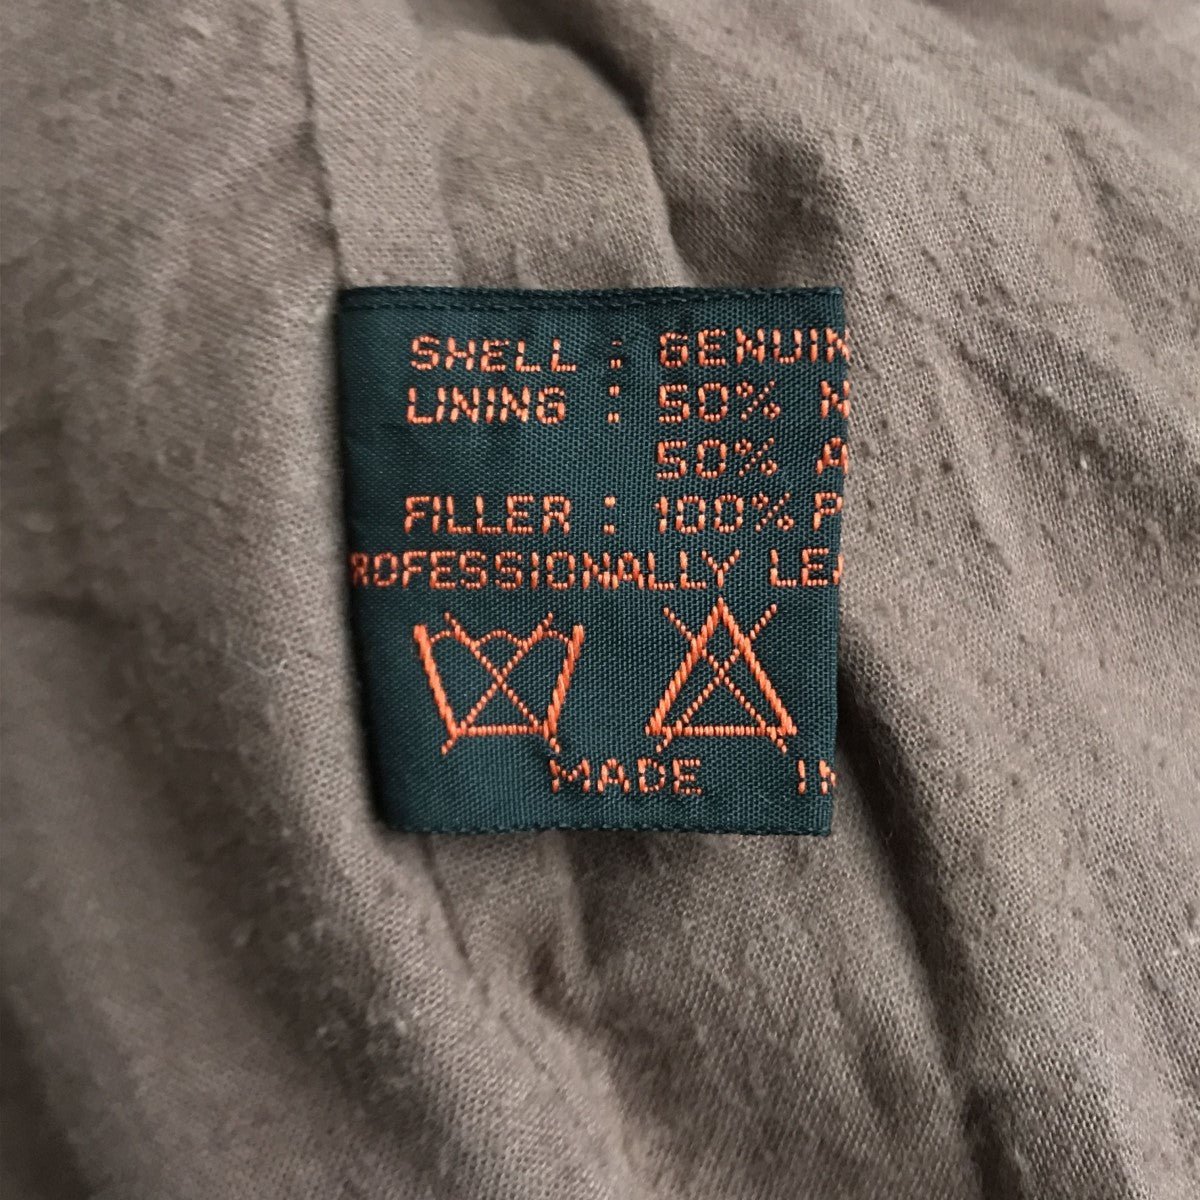 SHELL : GENUIN
LINING : 50% N
50% A
FILLER : 100% P
ROFESSIONALLY LEA
MADE IN